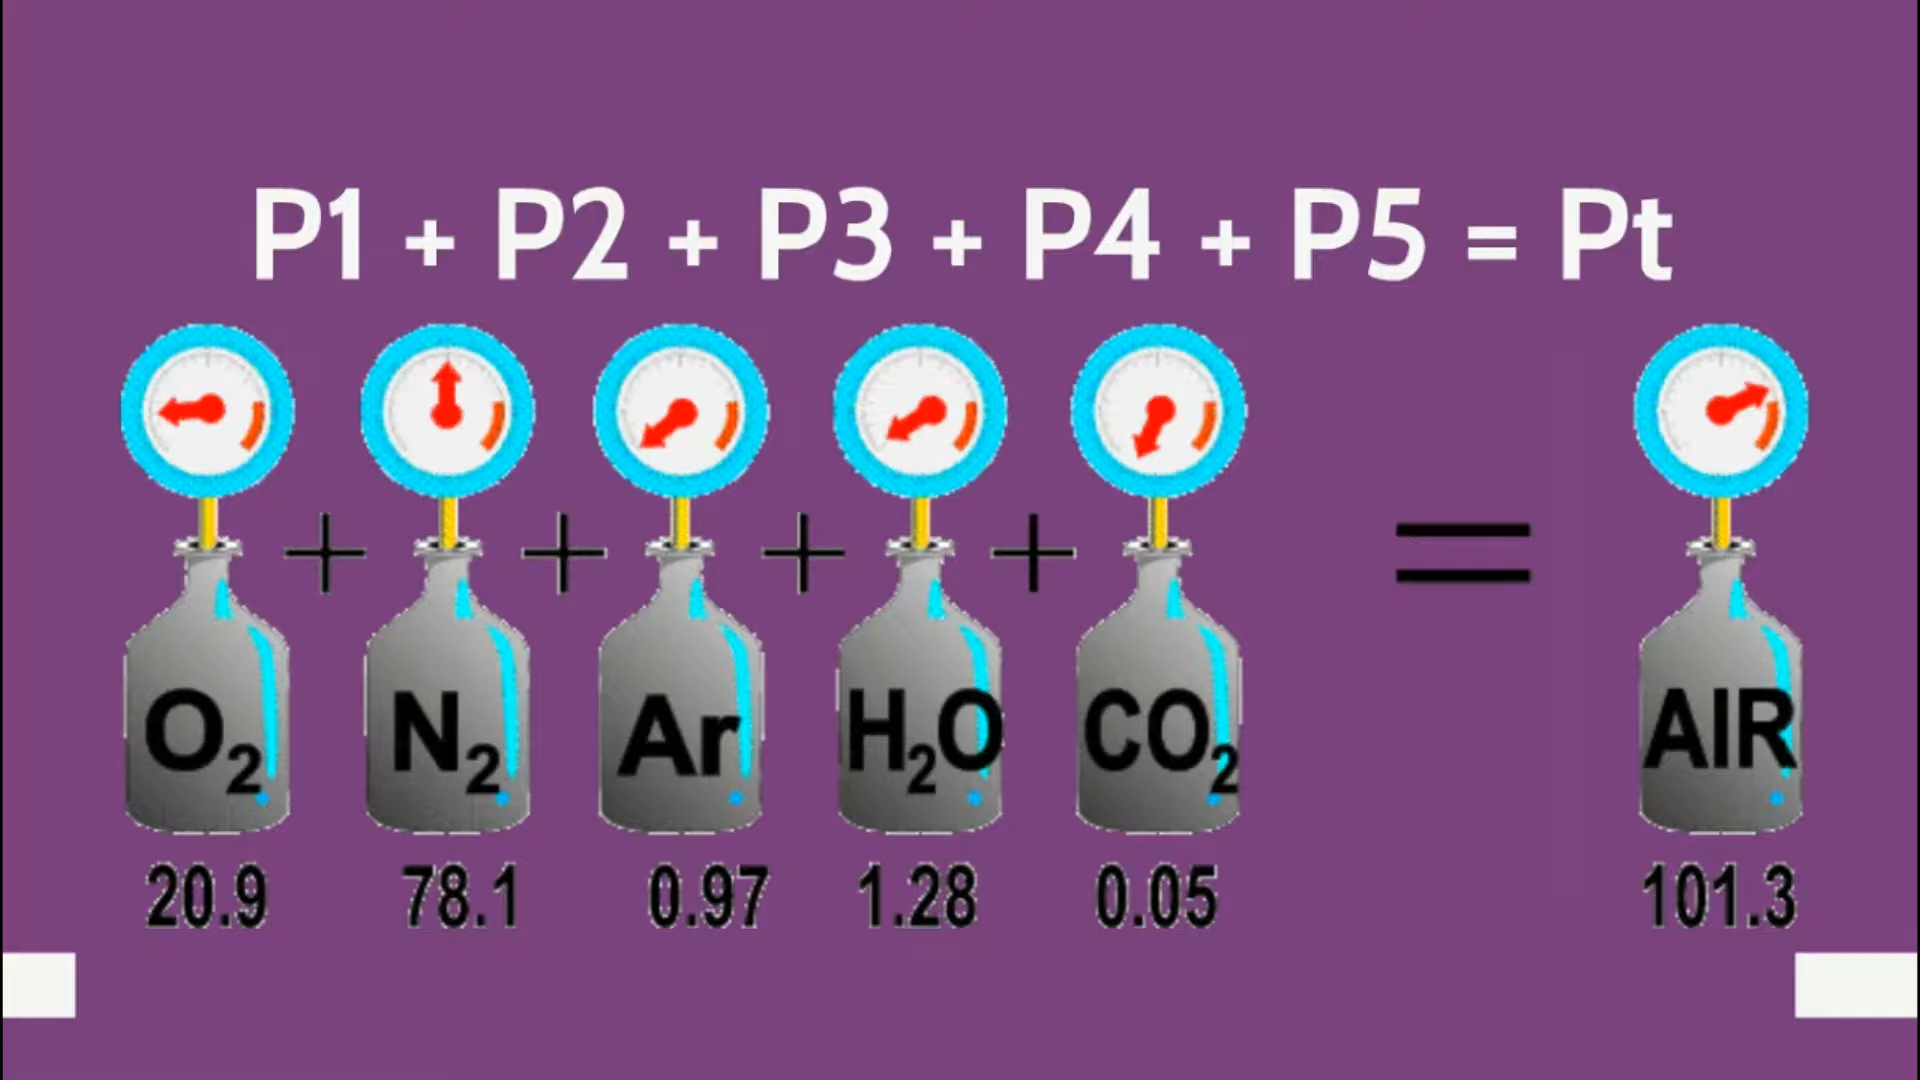 P1 + P2 + P3 + P4 + P5 = Pt
+ + + + =
O₂ N₂ Ar H₂O CO₂ AIR
20.9 78.1 0.97 1.28 0.05 101.3